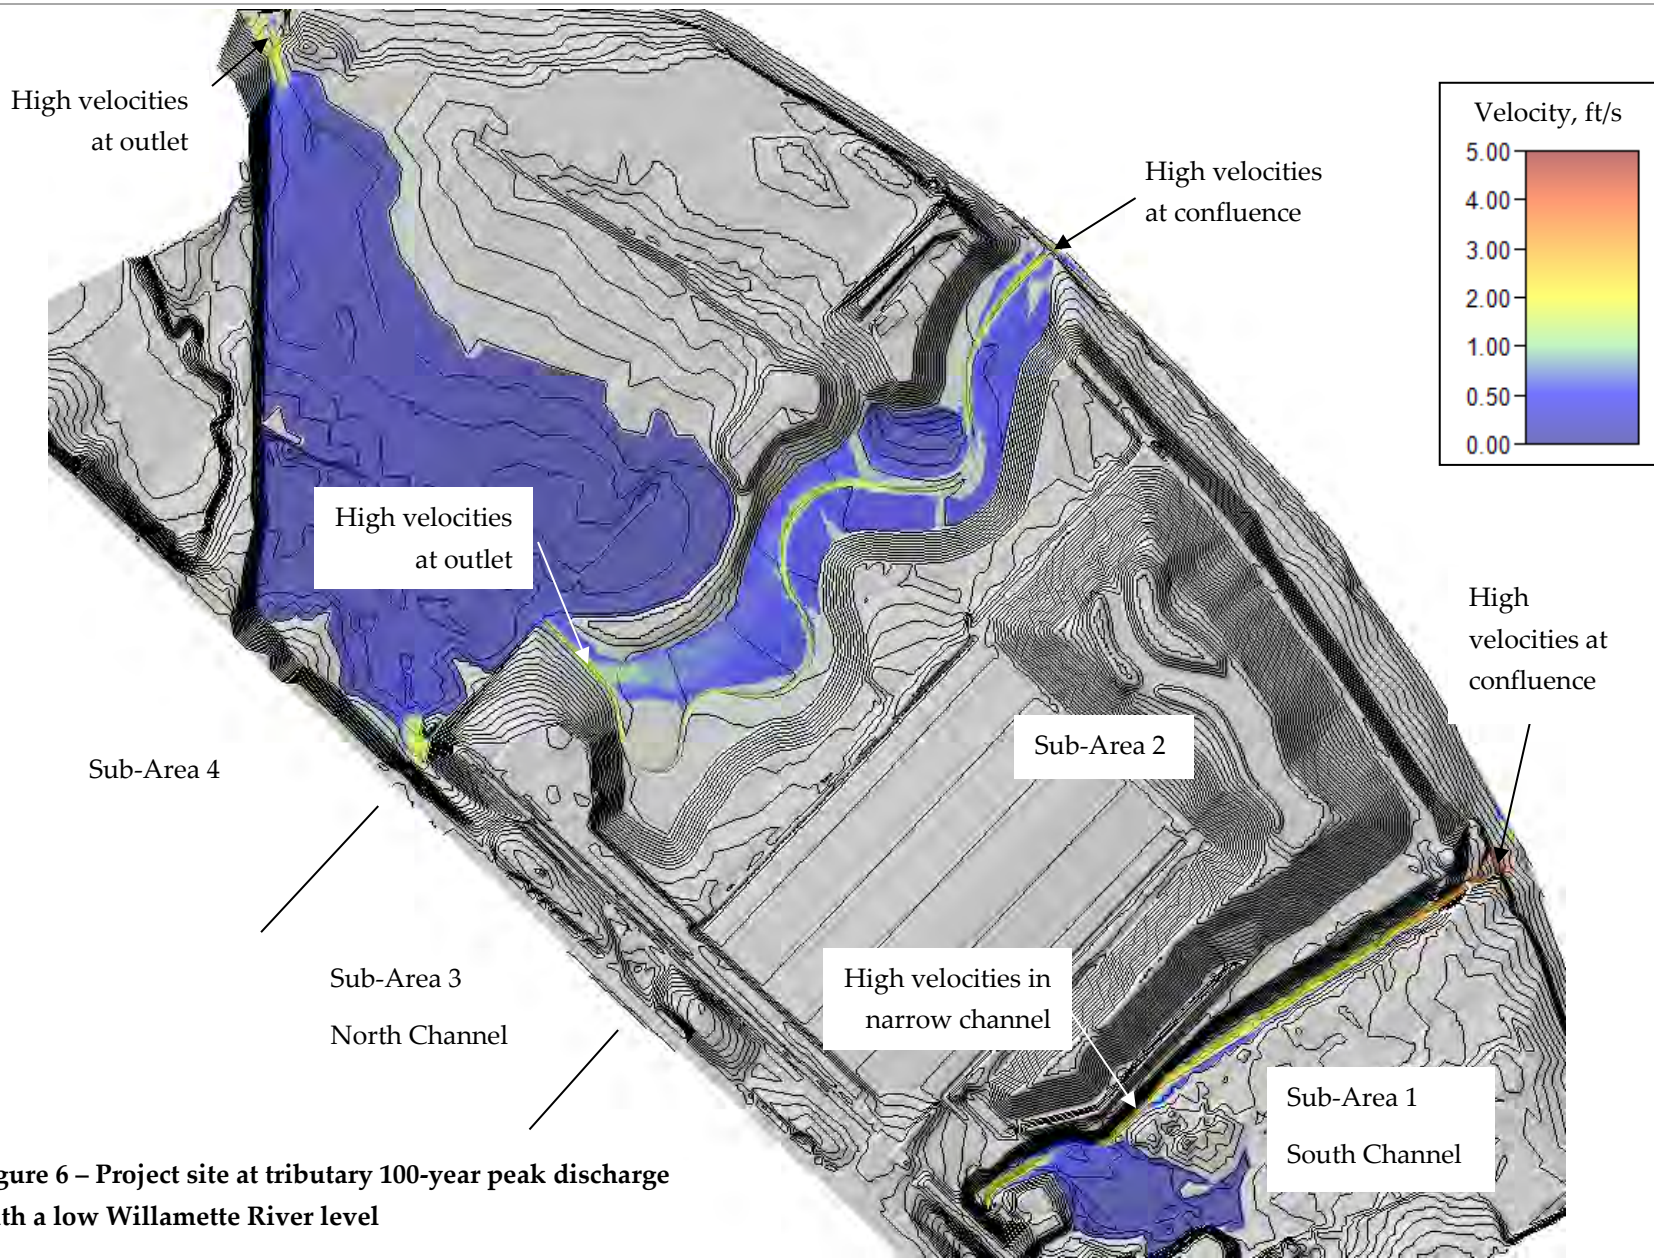 High velocities
at outlet
High velocities
at confluence
Velocity, ft/s
5.00
4.00
3.00
2.00
1.00
0.50
0.00
High velocities
at outlet
High
velocities at
confluence
Sub-Area 2
Sub-Area 4
Sub-Area 3
North Channel
High velocities in
narrow channel
Sub-Area 1
South Channel
gure 6 – Project site at tributary 100-year peak discharge
th a low Willamette River level